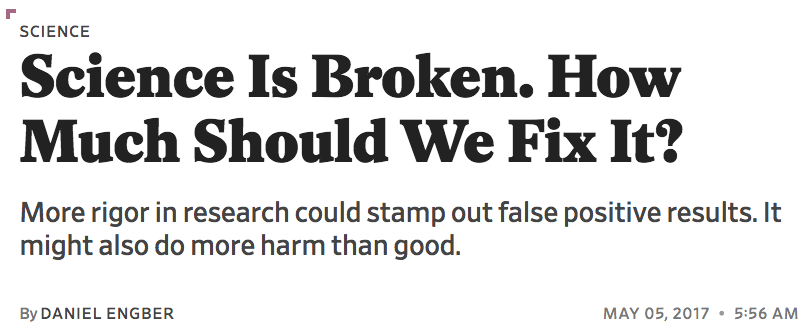 SCIENCE
Science Is Broken. How
Much Should We Fix It?
More rigor in research could stamp out false positive results. It
might also do more harm than good.
By DANIEL ENGBER MAY 05, 2017 • 5:56 AM